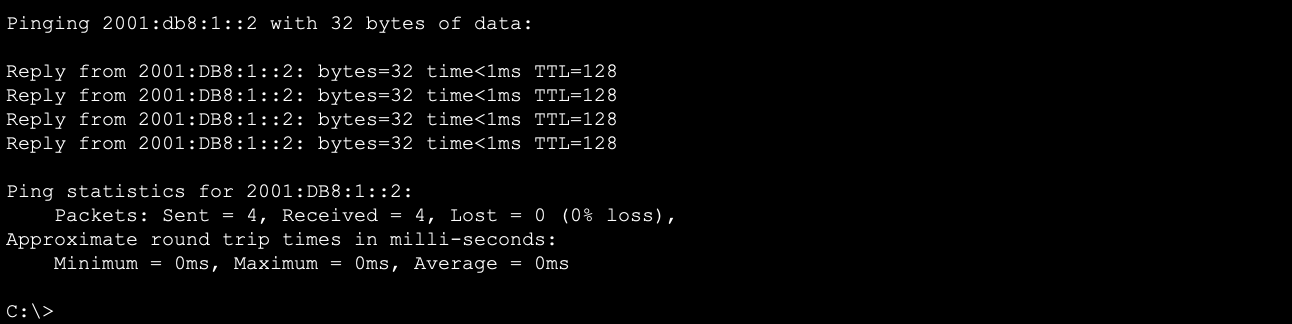 Pinging 2001:db8:1::2 with 32 bytes of data:
Reply from 2001:DB8:1::2: bytes=32 time<1ms TTL=128
Reply from 2001:DB8:1::2: bytes=32 time<1ms TTL=128
Reply from 2001:DB8:1::2: bytes=32 time<1ms TTL=128
Reply from 2001:DB8:1::2: bytes=32 time<1ms TTL=128
Ping statistics for 2001:DB8:1::2:
    Packets: Sent = 4, Received = 4, Lost = 0 (0% loss),
Approximate round trip times in milli-seconds:
    Minimum = 0ms, Maximum = 0ms, Average = 0ms
C:\>